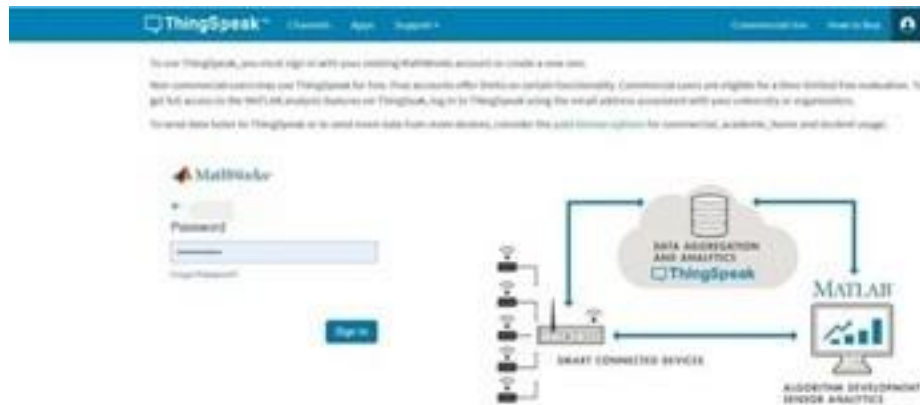 ThingSpeak™ Channels Apps Support
Commercial Use How to Buy
To use ThingSpeak, you must sign in with your existing MathWorks account or create a new one.
Non-commercial users may use ThingSpeak for free. Free accounts offer limits on certain functionality. Commercial users are eligible for a time-limited free evaluation. To
get full access to the MATLAB analysis features on ThingSpeak, log in to ThingSpeak using the email address associated with your university or organization.
To send data faster to ThingSpeak or to send more data from more devices, consider the paid license options for commercial, academic, home and student usage.
MathWorks
Password
Forgot Password?
Sign In
DATA AGGREGATION
AND ANALYTICS
ThingSpeak
MATLAB
SMART CONNECTED DEVICES
ALGORITHM DEVELOPMENT
SENSOR ANALYTICS